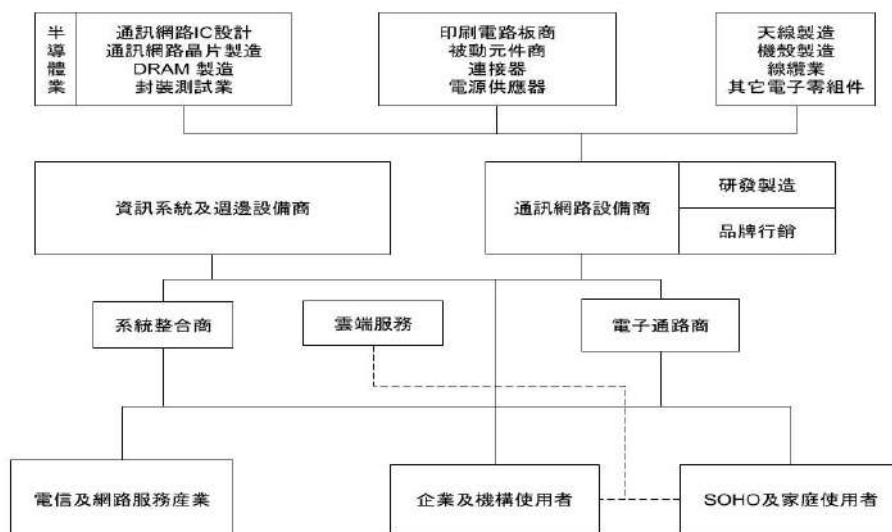 半
導
體
業
通訊網路IC設計
通訊網路晶片製造
DRAM 製造
封裝測試業
印刷電路板商
被動元件商
連接器
電源供應器
天線製造
機殼製造
線纜業
其它電子零組件
資訊系統及週邊設備商
通訊網路設備商
研發製造
品牌行銷
系統整合商
雲端服務
電子通路商
電信及網路服務產業
企業及機構使用者
SOHO及家庭使用者